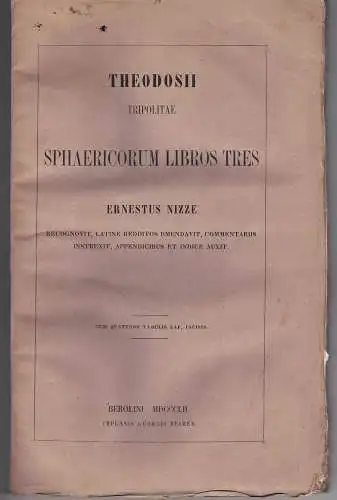 THEODOSII
TRIPOLITAE
SPHAERICORUM LIBROS TRES
ERNESTUS NIZZE
RECOGNOVIT, LATINE REDDITOS EMENDAVIT, COMMENTARIIS
INSTRUXIT, APPENDICIBUS ET INDICE AUXIT.
CUM QUATUOR TABULIS LAP. INCISIS.
BEROLINI MDCCCLII
IMPENSIS GEORGII REIMER